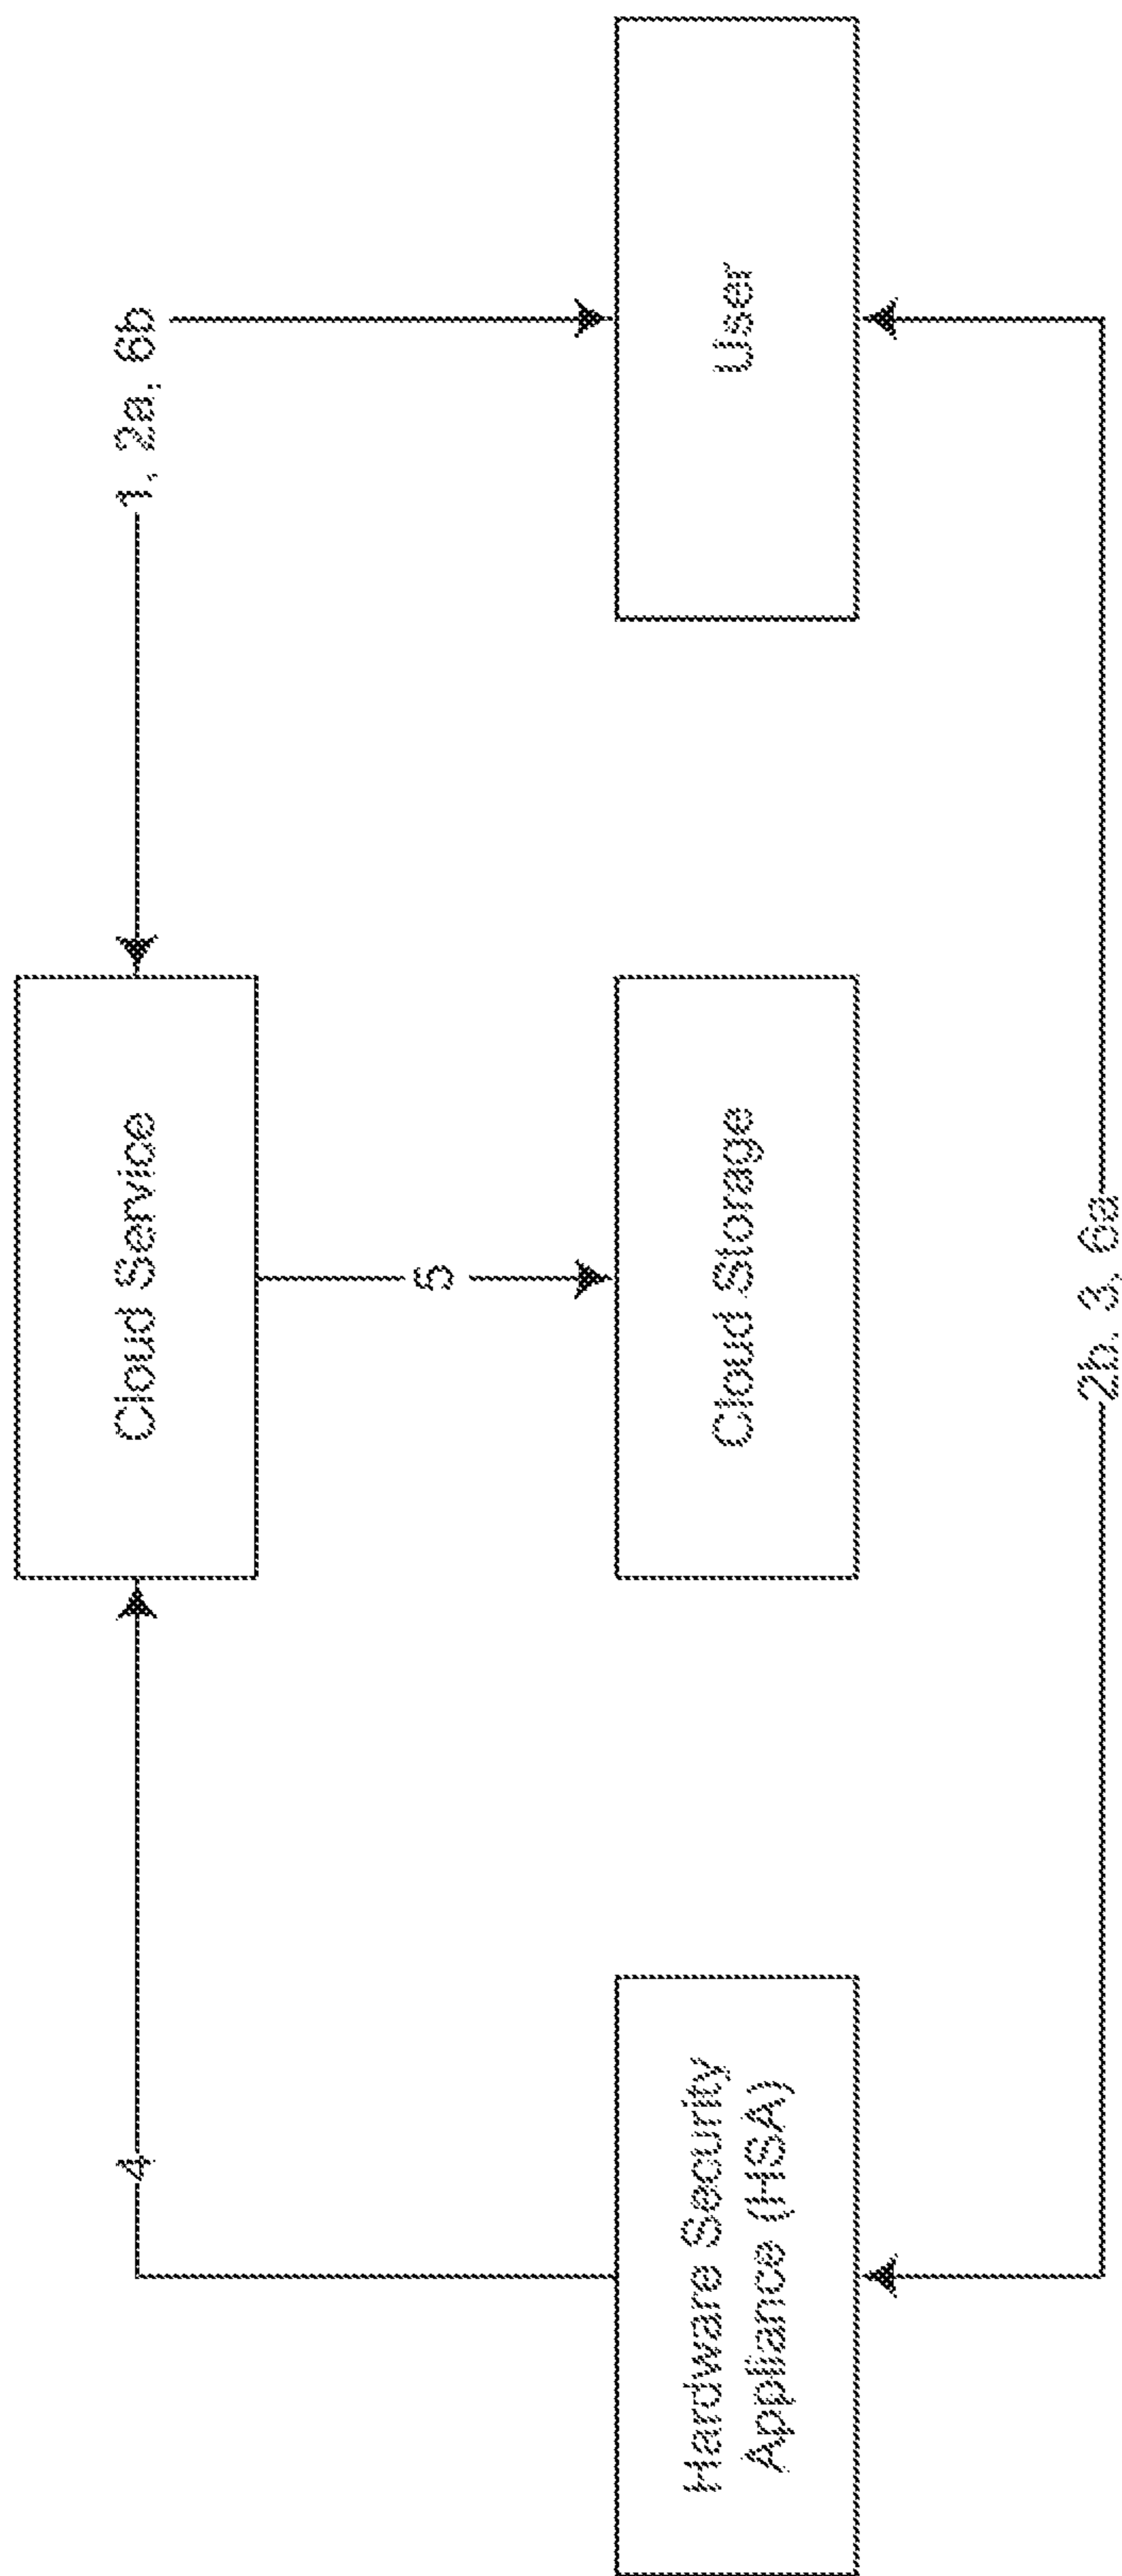 Cloud Service
1, 2a, 6b
4
5
Hardware Security
Appliance (HSA)
Cloud Storage
User
2b, 3, 6a